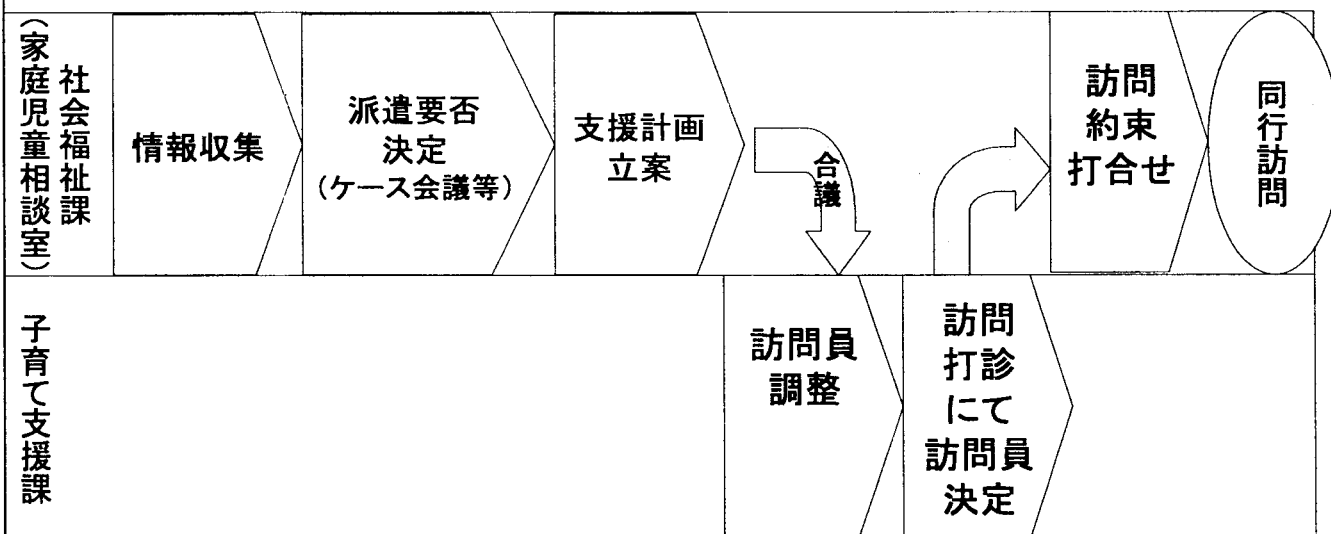 社会福祉課
（家庭児童相談室）
情報収集
派遣要否
決定
（ケース会議等）
支援計画
立案
合議
訪問
約束
打合せ
同行訪問
子育て支援課
訪問員
調整
訪問
打診
にて
訪問員
決定